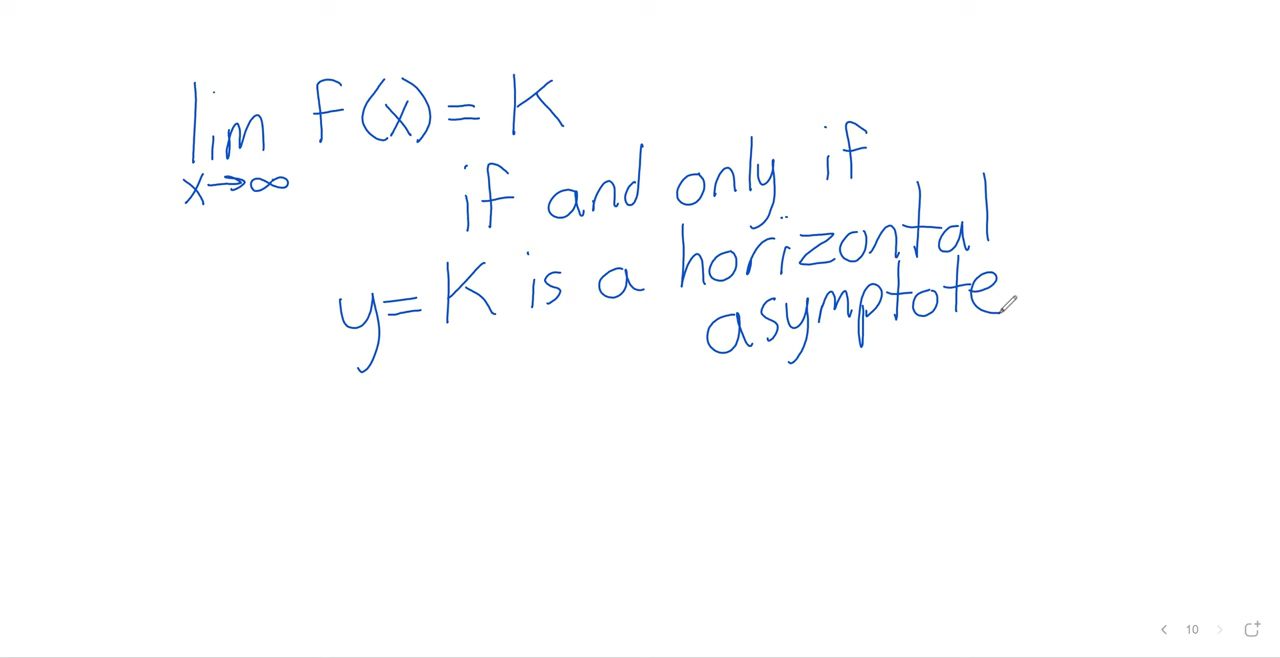 lim f(x) = K
x→∞
if and only if
y = K is a horizontal
asymptote
10